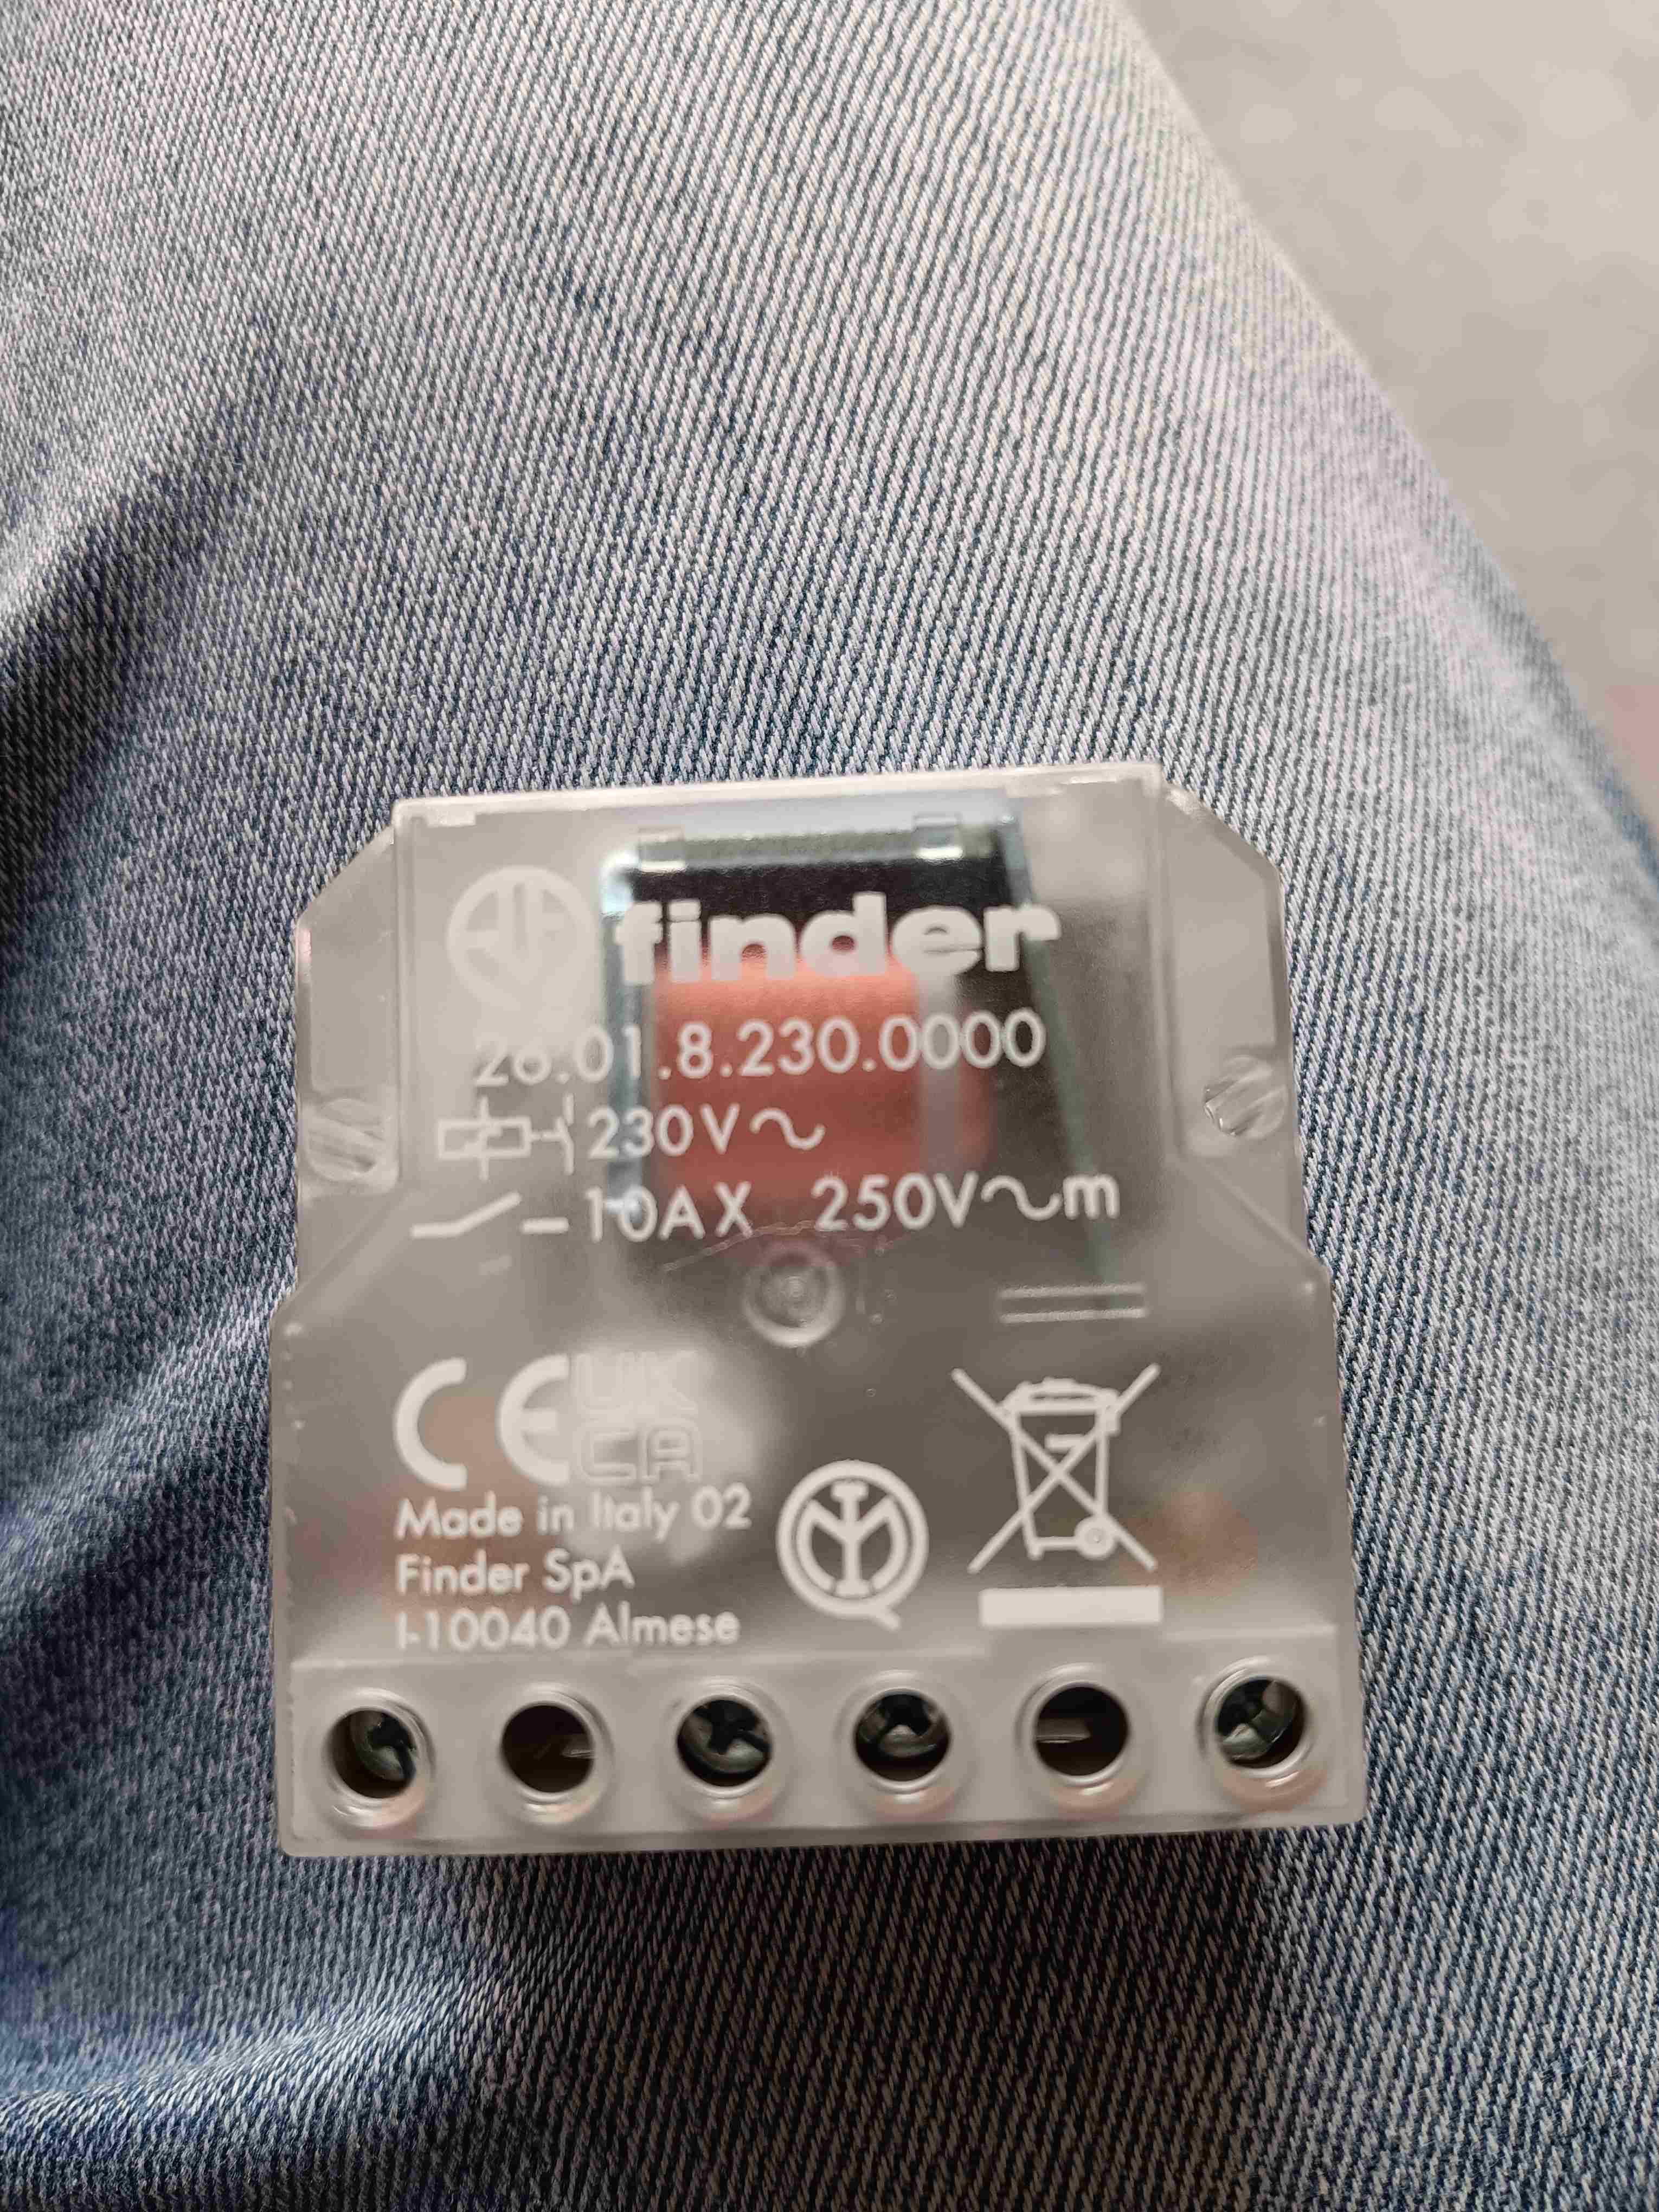 finder
26.01.8.230.0000
230V~
10AX 250V~m
CE UK
CA
Made in Italy 02
Finder SpA
I-10040 Almese